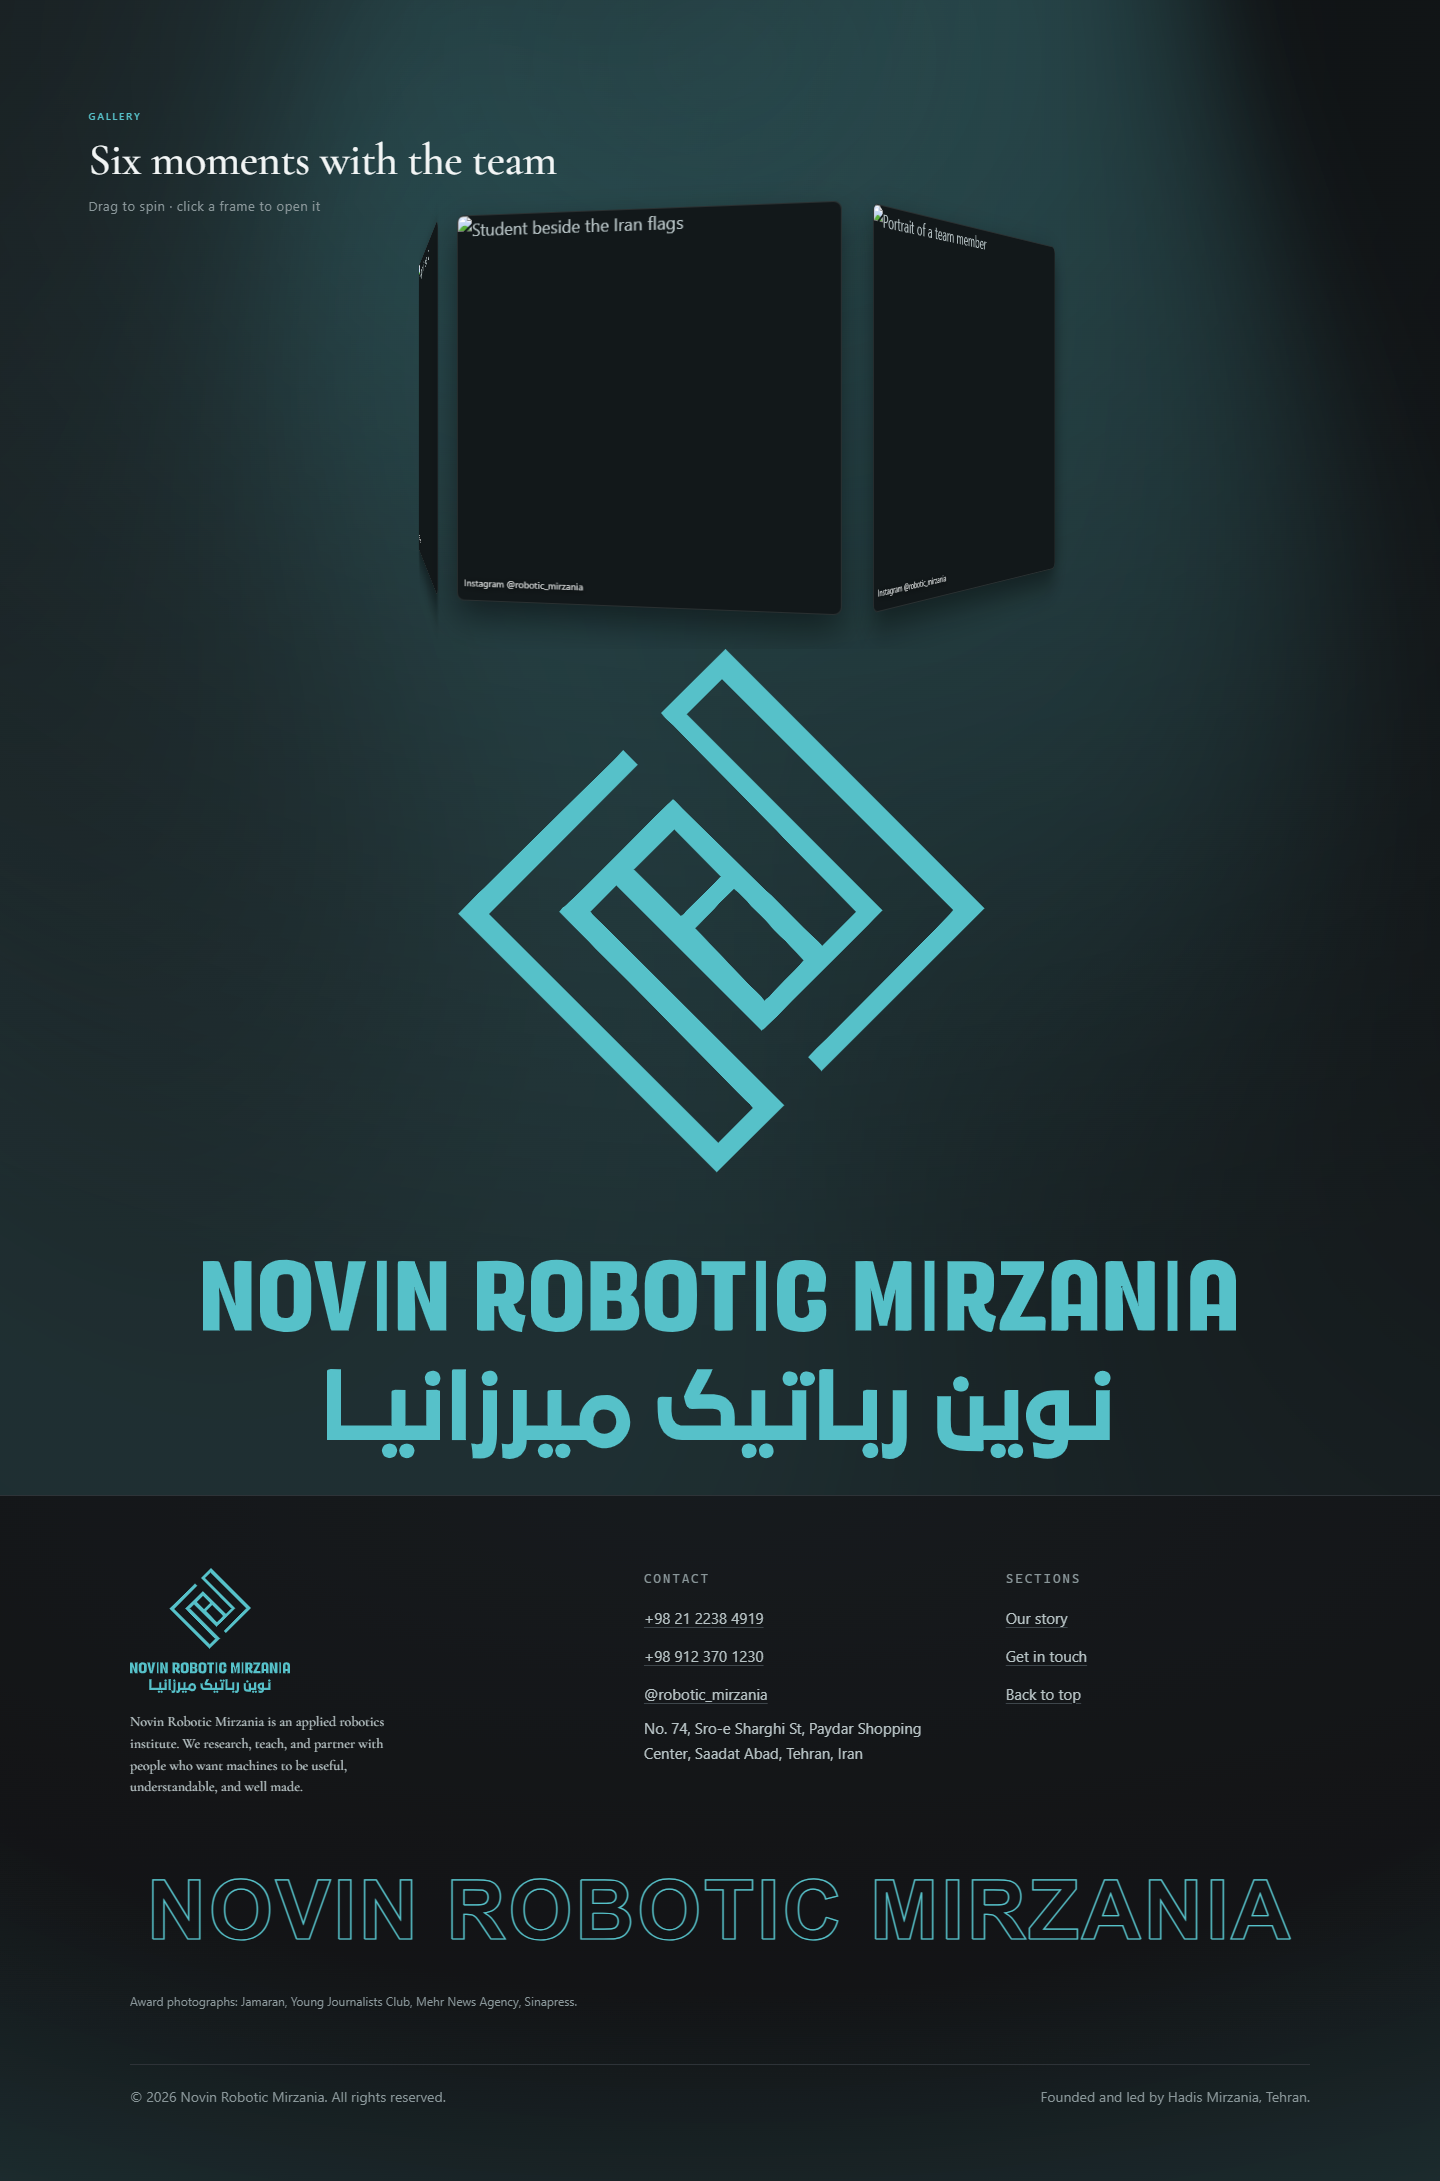 GALLERY
Six moments with the team
Drag to spin · click a frame to open it
Student beside the Iran flags
Portrait of a team member
Instagram @robotic_mirzania
Instagram @robotic_mirzania
NOVIN ROBOTIC MIRZANIA
نوین رباتیک میرزانیا
NOVIN ROBOTIC MIRZANIA
نوین رباتیک میرزانیا
Novin Robotic Mirzania is an applied robotics
institute. We research, teach, and partner with
people who want machines to be useful,
understandable, and well made.
CONTACT
+98 21 2238 4919
+98 912 370 1230
@robotic_mirzania
No. 74, Sro-e Sharghi St, Paydar Shopping
Center, Saadat Abad, Tehran, Iran
SECTIONS
Our story
Get in touch
Back to top
NOVIN ROBOTIC MIRZANIA
Award photographs: Jamaran, Young Journalists Club, Mehr News Agency, Sinapress.
© 2026 Novin Robotic Mirzania. All rights reserved.
Founded and led by Hadis Mirzania, Tehran.